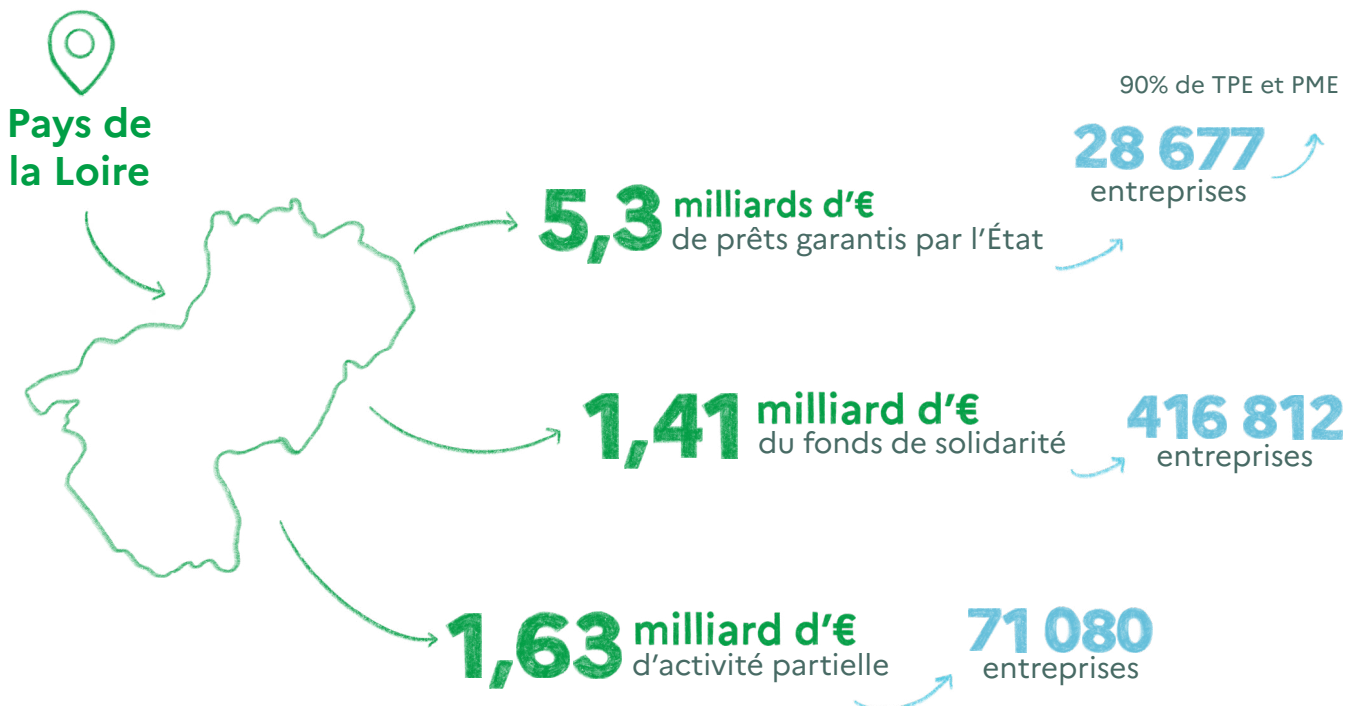 Pays de
la Loire
90% de TPE et PME
28 677
entreprises
5,3 milliards d'€
de prêts garantis par l'État
1,41 milliard d'€
du fonds de solidarité
416 812
entreprises
1,63 milliard d'€
d'activité partielle
71 080
entreprises